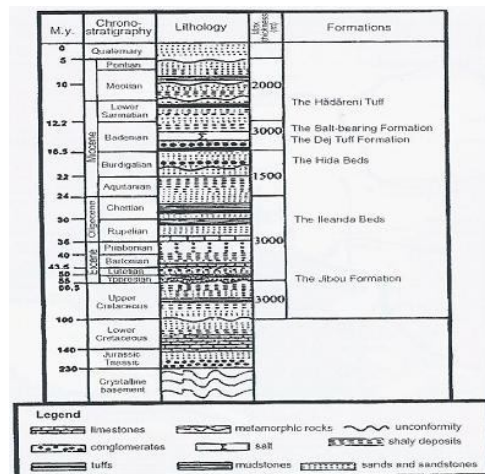 M.y.
Chrono-
stratigraphy
Lithology
Max. thickness (m)
Formations
0
Quaternary
5
Pontian
10
Meotian
2000
The Hădăreni Tuff
Lower
Sarmatian
12.2
The Salt-bearing Formation
Miocene
Badenian
3000
The Dej Tuff Formation
16.5
The Hida Beds
Burdigalian
22
1500
Aquitanian
24
Oligocene
Chattian
30
The Ileanda Beds
Rupelian
36
3000
Eocene
Priabonian
40
Bartonian
Lutetian
50
55
Ypresian
The Jibou Formation
Upper
Cretaceous
3000
100
Lower
Cretaceous
140
Jurassic
Triassic
230
Crystalline
basement
Legend
limestones
metamorphic rocks
unconformity
conglomerates
salt
shaly deposits
tuffs
mudstones
sands and sandstones